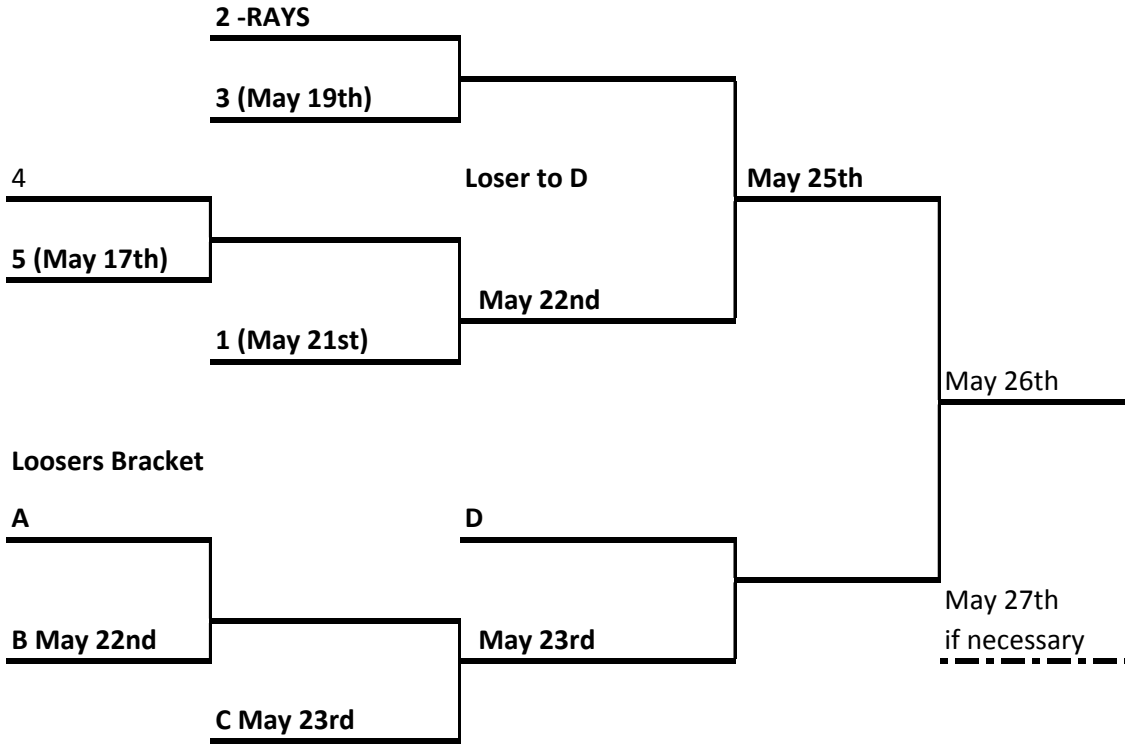 2 -RAYS
3 (May 19th)
4
Loser to D
May 25th
5 (May 17th)
May 22nd
1 (May 21st)
May 26th
Loosers Bracket
A
D
May 27th
if necessary
B May 22nd
May 23rd
C May 23rd